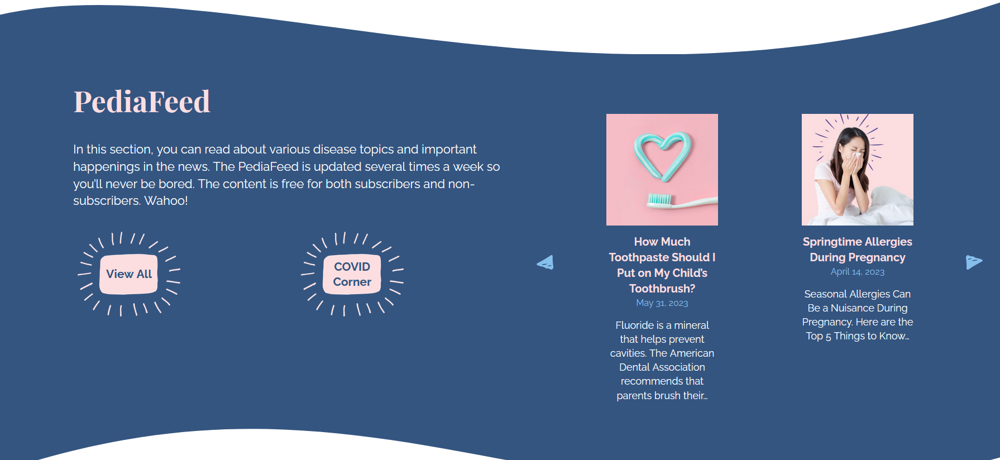 PediaFeed
In this section, you can read about various disease topics and important
happenings in the news. The PediaFeed is updated several times a week so
you'll never be bored. The content is free for both subscribers and non-
subscribers. Wahoo!
View All
COVID
Corner
How Much
Toothpaste Should I
Put on My Child's
Toothbrush?
May 31, 2023
Fluoride is a mineral
that helps prevent
cavities. The American
Dental Association
recommends that
parents brush their...
Springtime Allergies
During Pregnancy
April 14, 2023
Seasonal Allergies Can
Be a Nuisance During
Pregnancy. Here are the
Top 5 Things to Know...